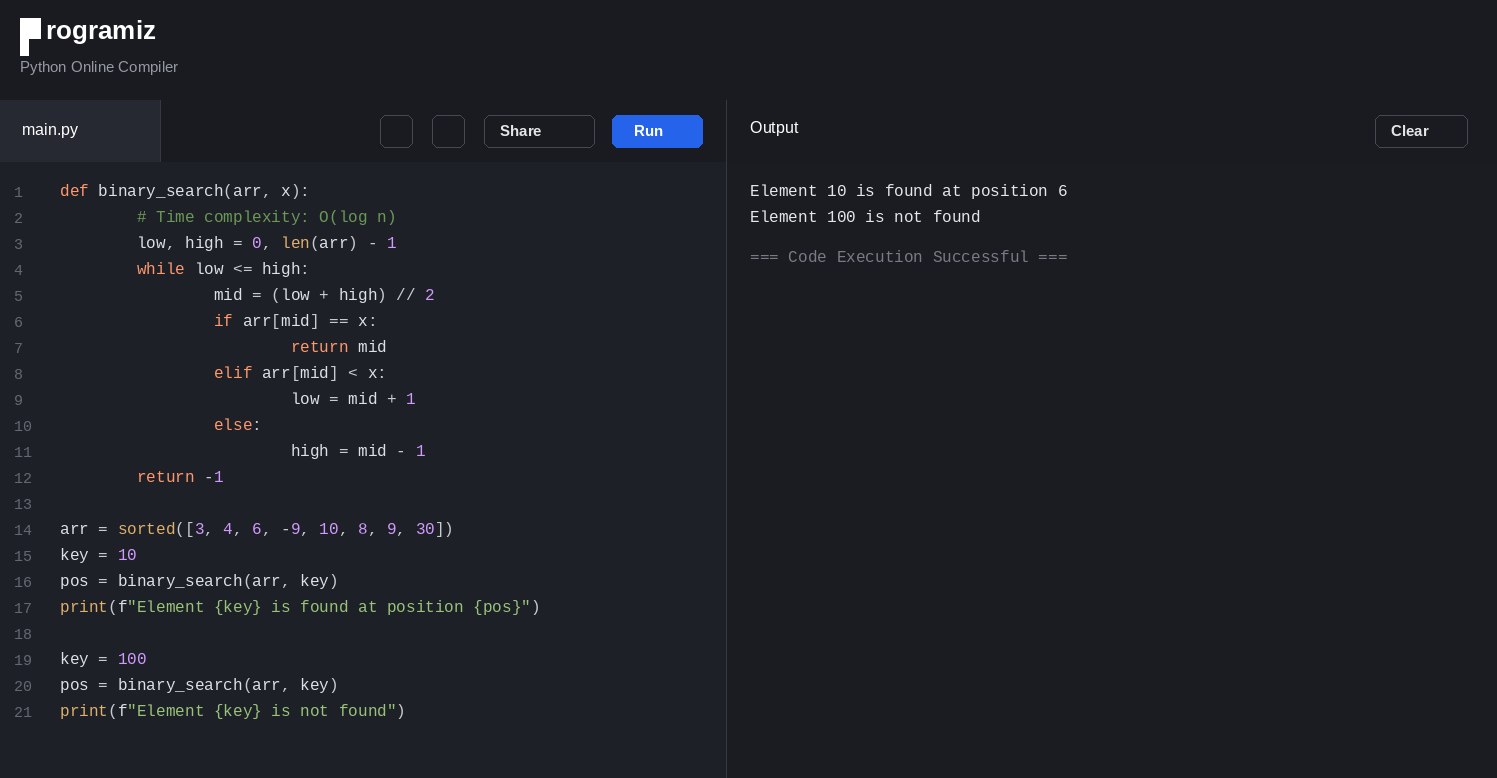 Programiz
Python Online Compiler
main.py
Share
Run
Output
Clear
1 def binary_search(arr, x):
2         # Time complexity: O(log n)
3         low, high = 0, len(arr) - 1
4         while low <= high:
5                 mid = (low + high) // 2
6                 if arr[mid] == x:
7                         return mid
8                 elif arr[mid] < x:
9                         low = mid + 1
10                 else:
11                         high = mid - 1
12         return -1
13
14 arr = sorted([3, 4, 6, -9, 10, 8, 9, 30])
15 key = 10
16 pos = binary_search(arr, key)
17 print(f"Element {key} is found at position {pos}")
18
19 key = 100
20 pos = binary_search(arr, key)
21 print(f"Element {key} is not found")
Element 10 is found at position 6
Element 100 is not found
=== Code Execution Successful ===